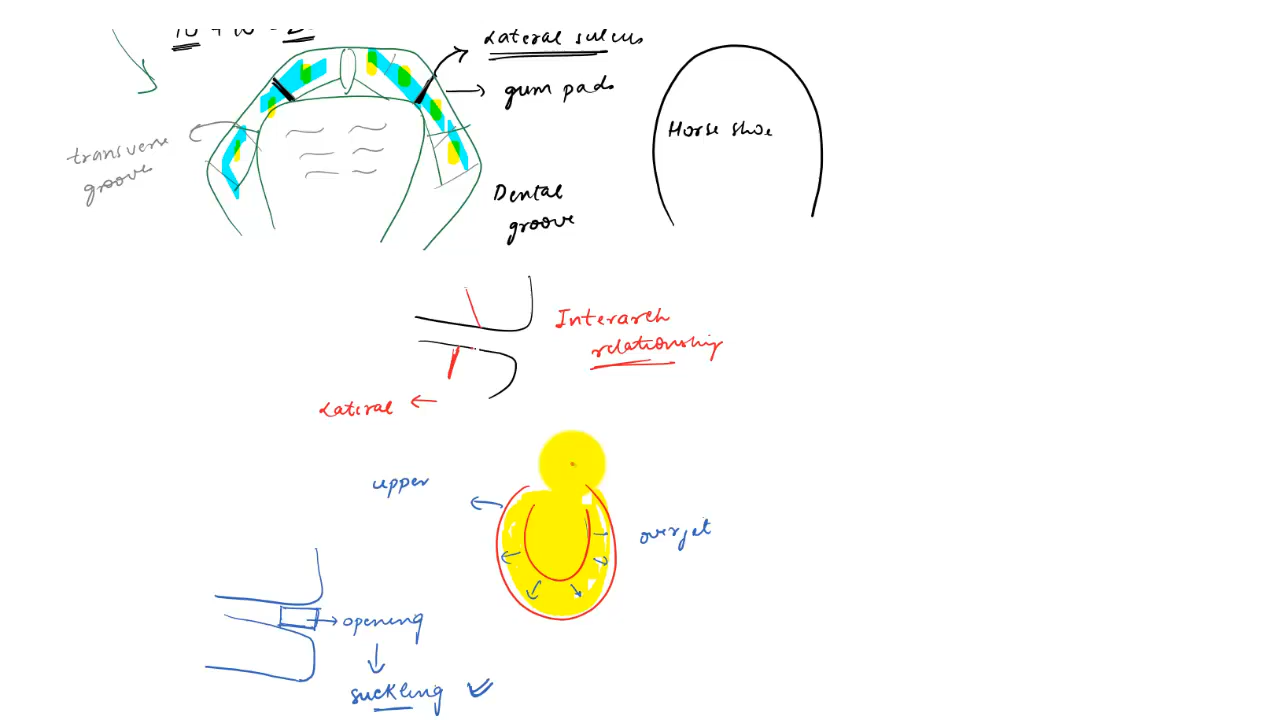 Lateral sulcus
gum pads
Horse shoe
transverse
groove
Dental
groove
Interarch
relationship
Lateral
upper
overjet
opening
suckling